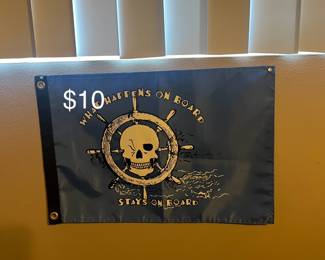 $10
WHAT HAPPENS ON BOARD
STAYS ON BOARD